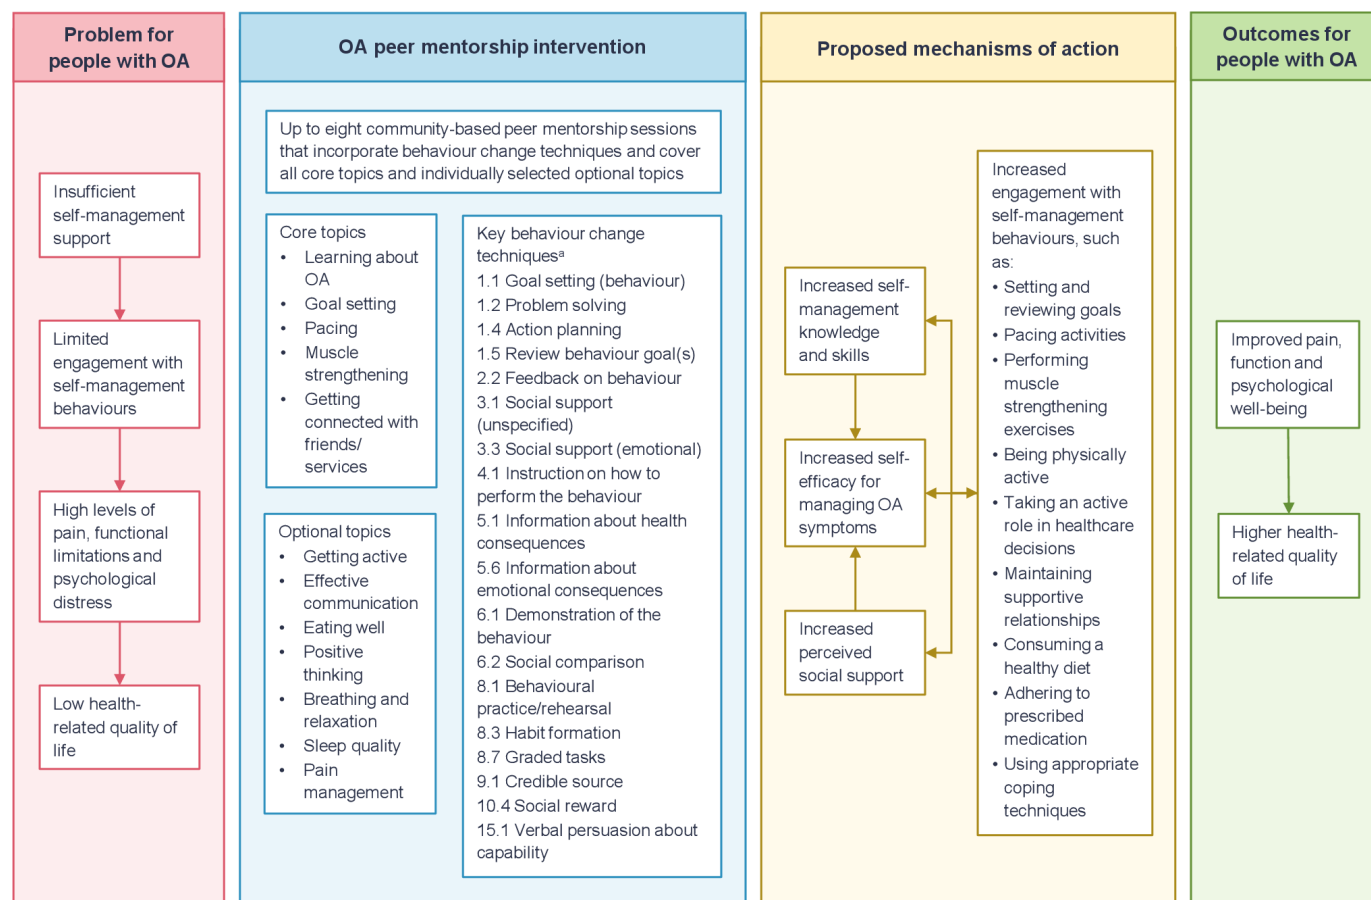 Problem for
people with OA
Insufficient
self-management
support
Limited
engagement with
self-management
behaviours
High levels of
pain, functional
limitations and
psychological
distress
Low health-
related quality of
life
OA peer mentorship intervention
Up to eight community-based peer mentorship sessions
that incorporate behaviour change techniques and cover
all core topics and individually selected optional topics
Core topics
• Learning about
OA
• Goal setting
• Pacing
• Muscle
strengthening
• Getting
connected with
friends/
services
Optional topics
• Getting active
• Effective
communication
• Eating well
• Positive
thinking
• Breathing and
relaxation
• Sleep quality
• Pain
management
Key behaviour change
techniquesᵃ
1.1 Goal setting (behaviour)
1.2 Problem solving
1.4 Action planning
1.5 Review behaviour goal(s)
2.2 Feedback on behaviour
3.1 Social support
(unspecified)
3.3 Social support (emotional)
4.1 Instruction on how to
perform the behaviour
5.1 Information about health
consequences
5.6 Information about
emotional consequences
6.1 Demonstration of the
behaviour
6.2 Social comparison
8.1 Behavioural
practice/rehearsal
8.3 Habit formation
8.7 Graded tasks
9.1 Credible source
10.4 Social reward
15.1 Verbal persuasion about
capability
Proposed mechanisms of action
Increased self-
management
knowledge
and skills
Increased self-
efficacy for
managing OA
symptoms
Increased
perceived
social support
Increased
engagement with
self-management
behaviours, such
as:
• Setting and
reviewing goals
• Pacing activities
• Performing
muscle
strengthening
exercises
• Being physically
active
• Taking an active
role in healthcare
decisions
• Maintaining
supportive
relationships
• Consuming a
healthy diet
• Adhering to
prescribed
medication
• Using appropriate
coping
techniques
Outcomes for
people with OA
Improved pain,
function and
psychological
well-being
Higher health-
related quality
of life